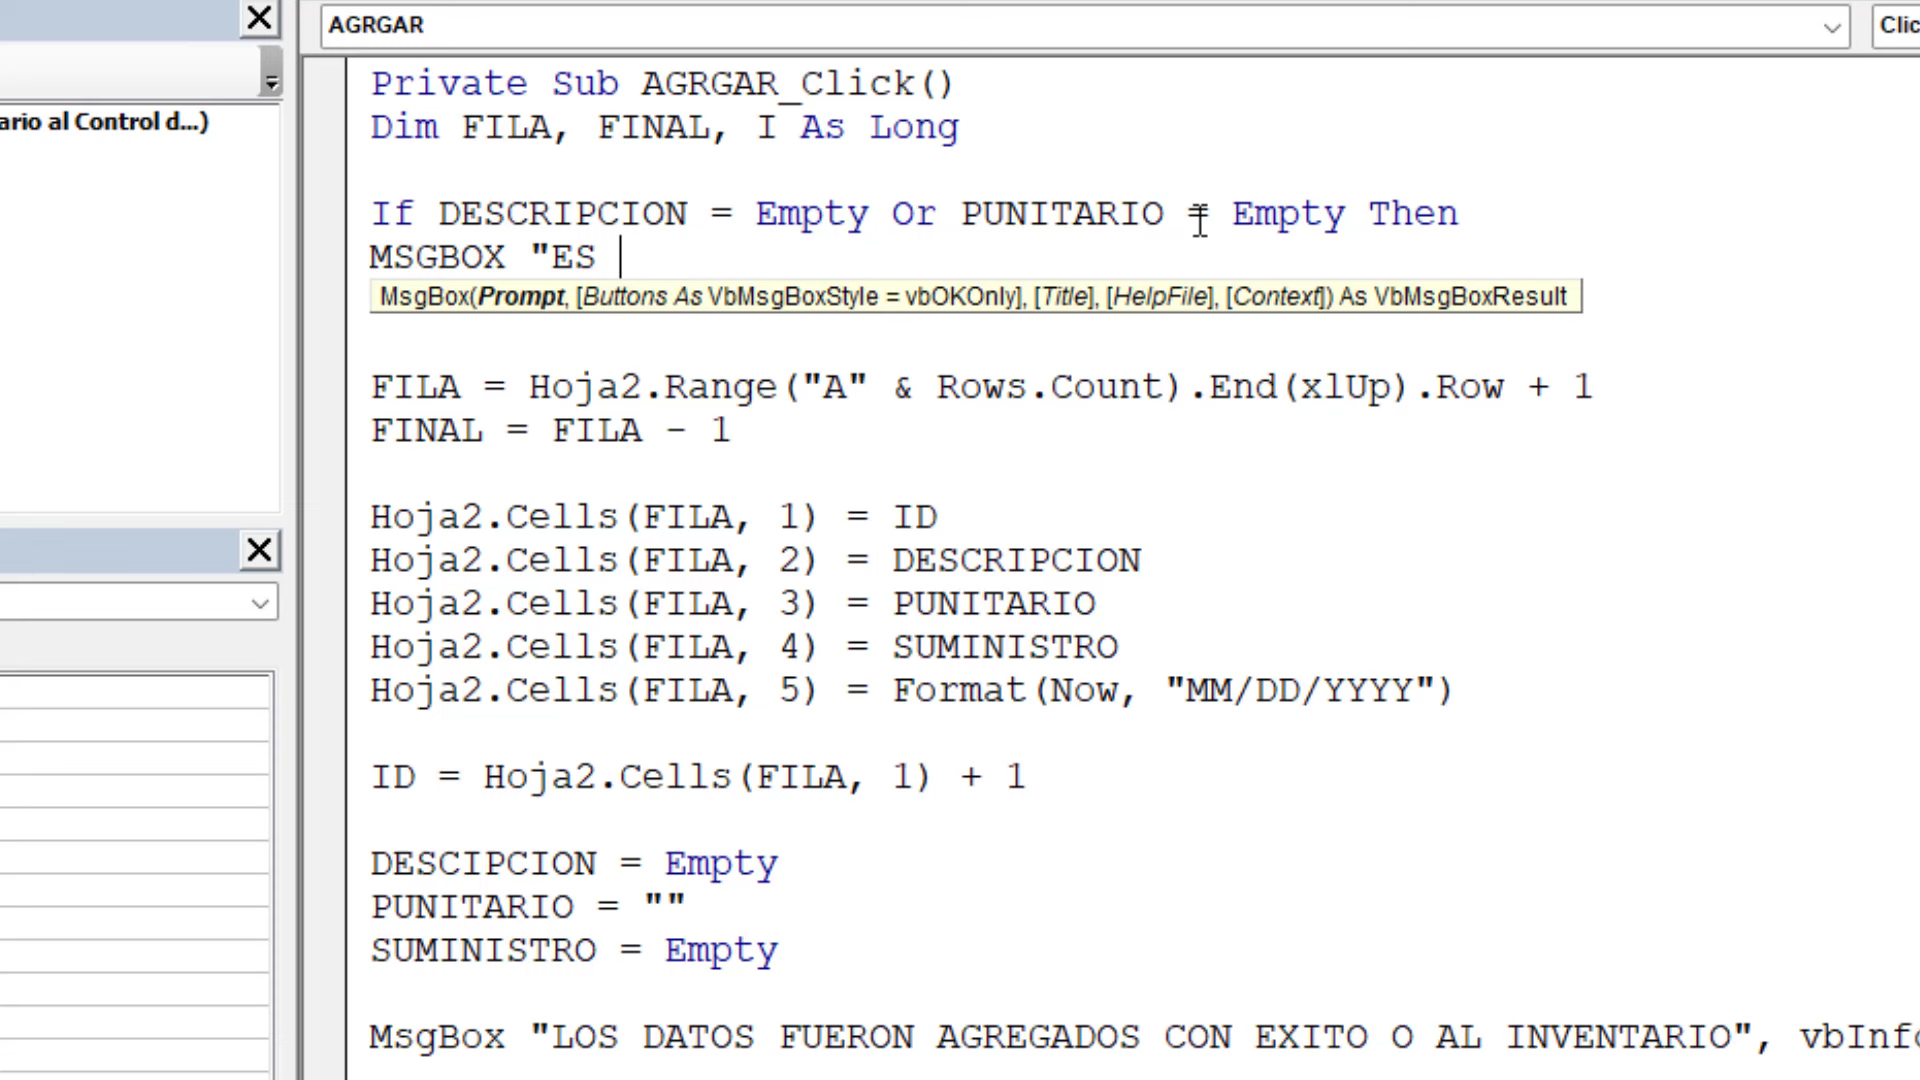 AGRGAR
Clic
ario al Control d...)
Private Sub AGRGAR_Click()
Dim FILA, FINAL, I As Long
If DESCRIPCION = Empty Or PUNITARIO = Empty Then
MSGBOX "ES
MsgBox(Prompt, [Buttons As VbMsgBoxStyle = vbOKOnly], [Title], [HelpFile], [Context]) As VbMsgBoxResult
FILA = Hoja2.Range("A" & Rows.Count).End(xlUp).Row + 1
FINAL = FILA - 1
Hoja2.Cells(FILA, 1) = ID
Hoja2.Cells(FILA, 2) = DESCRIPCION
Hoja2.Cells(FILA, 3) = PUNITARIO
Hoja2.Cells(FILA, 4) = SUMINISTRO
Hoja2.Cells(FILA, 5) = Format(Now, "MM/DD/YYYY")
ID = Hoja2.Cells(FILA, 1) + 1
DESCIPCION = Empty
PUNITARIO = ""
SUMINISTRO = Empty
MsgBox "LOS DATOS FUERON AGREGADOS CON EXITO O AL INVENTARIO", vbInfo